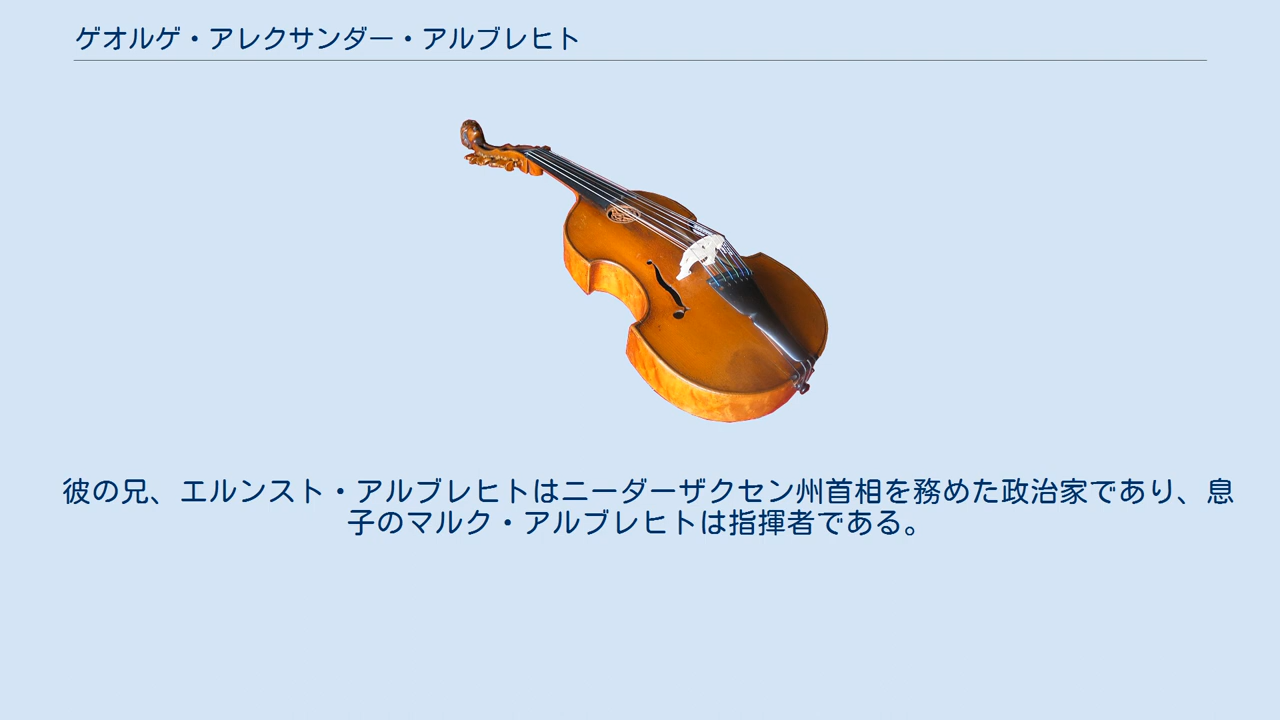 ゲオルゲ・アレクサンダー・アルブレヒト
彼の兄、エルンスト・アルブレヒトはニーダーザクセン州首相を務めた政治家であり、息
子のマルク・アルブレヒトは指揮者である。